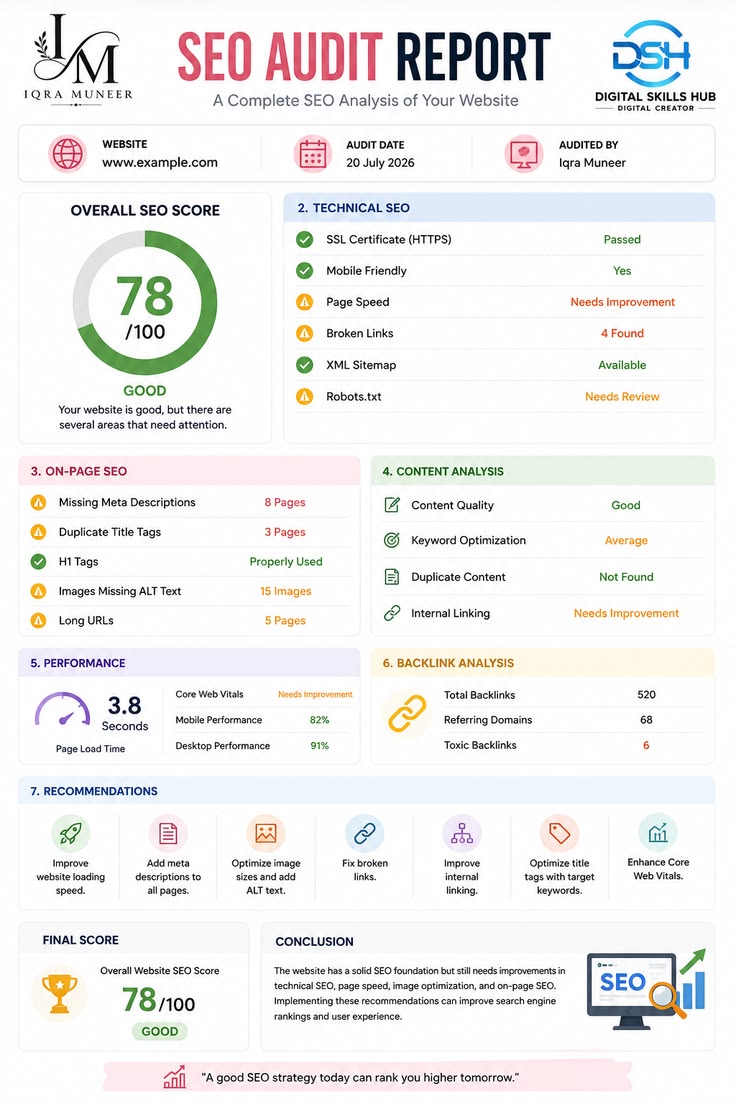 IM
IQRA MUNEER
SEO AUDIT REPORT
A Complete SEO Analysis of Your Website
DSH
DIGITAL SKILLS HUB
DIGITAL CREATOR
WEBSITE
www.example.com
AUDIT DATE
20 July 2026
AUDITED BY
Iqra Muneer
OVERALL SEO SCORE
78
/100
GOOD
Your website is good, but there are
several areas that need attention.
2. TECHNICAL SEO
SSL Certificate (HTTPS) Passed
Mobile Friendly Yes
Page Speed Needs Improvement
Broken Links 4 Found
XML Sitemap Available
Robots.txt Needs Review
3. ON-PAGE SEO
Missing Meta Descriptions 8 Pages
Duplicate Title Tags 3 Pages
H1 Tags Properly Used
Images Missing ALT Text 15 Images
Long URLs 5 Pages
4. CONTENT ANALYSIS
Content Quality Good
Keyword Optimization Average
Duplicate Content Not Found
Internal Linking Needs Improvement
5. PERFORMANCE
3.8
Seconds
Page Load Time
Core Web Vitals Needs Improvement
Mobile Performance 82%
Desktop Performance 91%
6. BACKLINK ANALYSIS
Total Backlinks 520
Referring Domains 68
Toxic Backlinks 6
7. RECOMMENDATIONS
Improve
website loading
speed.
Add meta
descriptions to
all pages.
Optimize image
sizes and add
ALT text.
Fix broken
links.
Improve
internal
linking.
Optimize title
tags with target
keywords.
Enhance Core
Web Vitals.
FINAL SCORE
Overall Website SEO Score
78/100
GOOD
CONCLUSION
The website has a solid SEO foundation but still needs improvements in
technical SEO, page speed, image optimization, and on-page SEO.
Implementing these recommendations can improve search engine
rankings and user experience.
SEO
"A good SEO strategy today can rank you higher tomorrow."